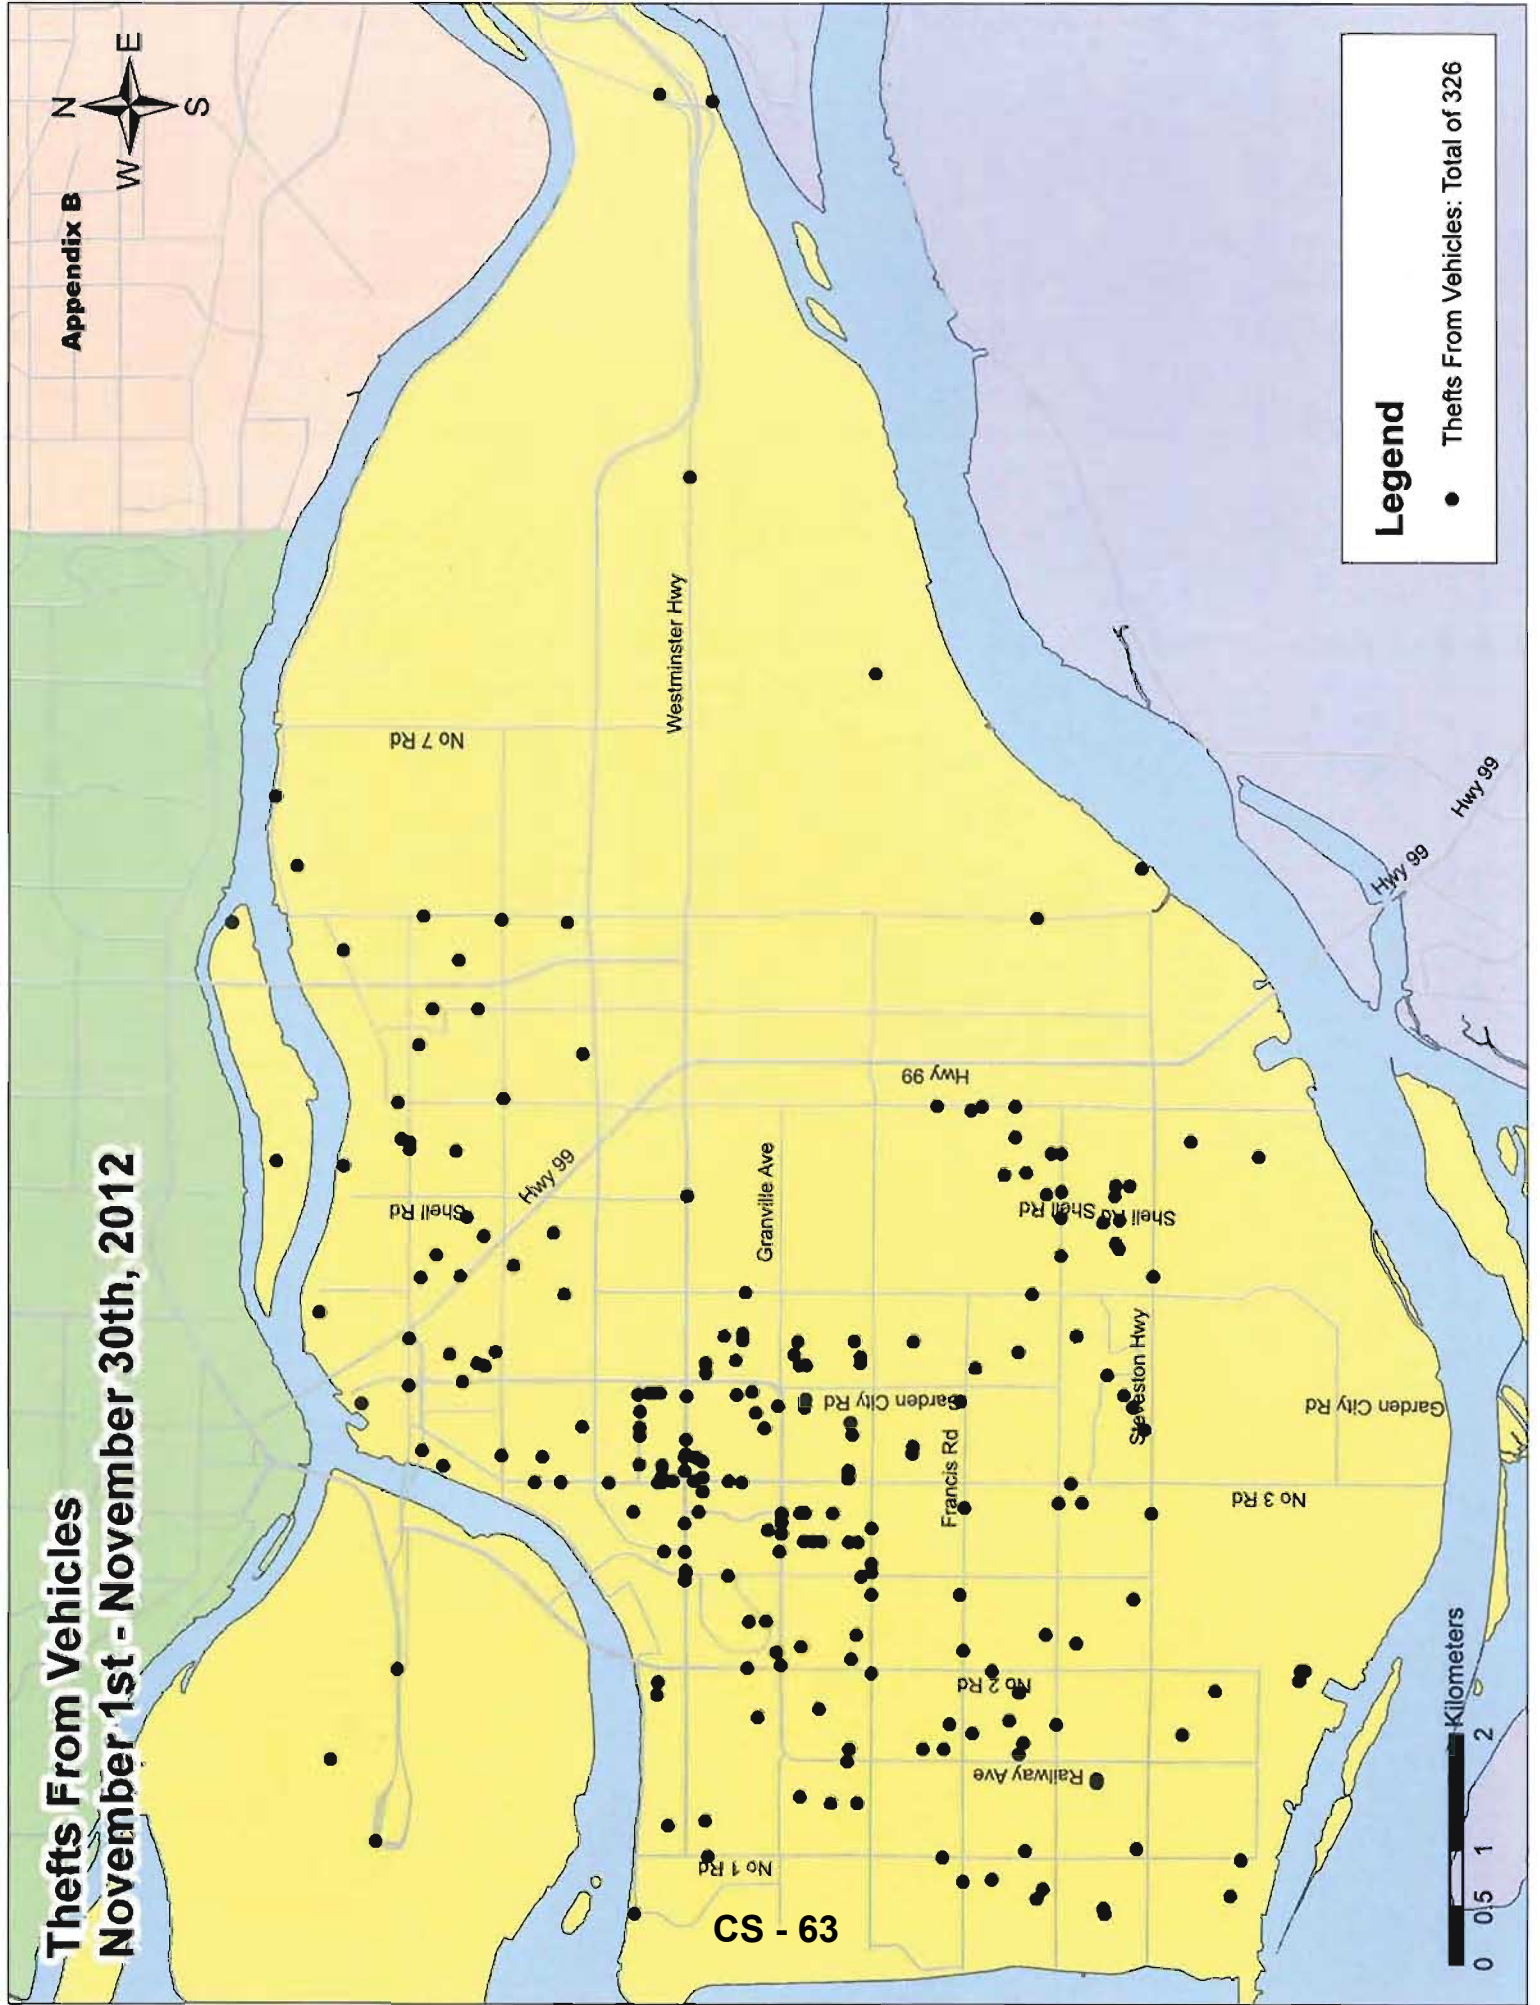 Thefts From Vehicles
November 1st - November 30th, 2012
Appendix B
N
W
E
S
No 7 Rd
Westminster Hwy
Shell Rd
Hwy 99
Granville Ave
Hwy 99
Shell Rd
Shell Rd
Shell Rd
Garden City Rd
Garden City Rd
Francis Rd
Steveston Hwy
No 3 Rd
No 2 Rd
Railway Ave
No 1 Rd
Hwy 99
Hwy 99
Legend
Thefts From Vehicles: Total of 326
0 0.5 1 2
Kilometers
CS - 63